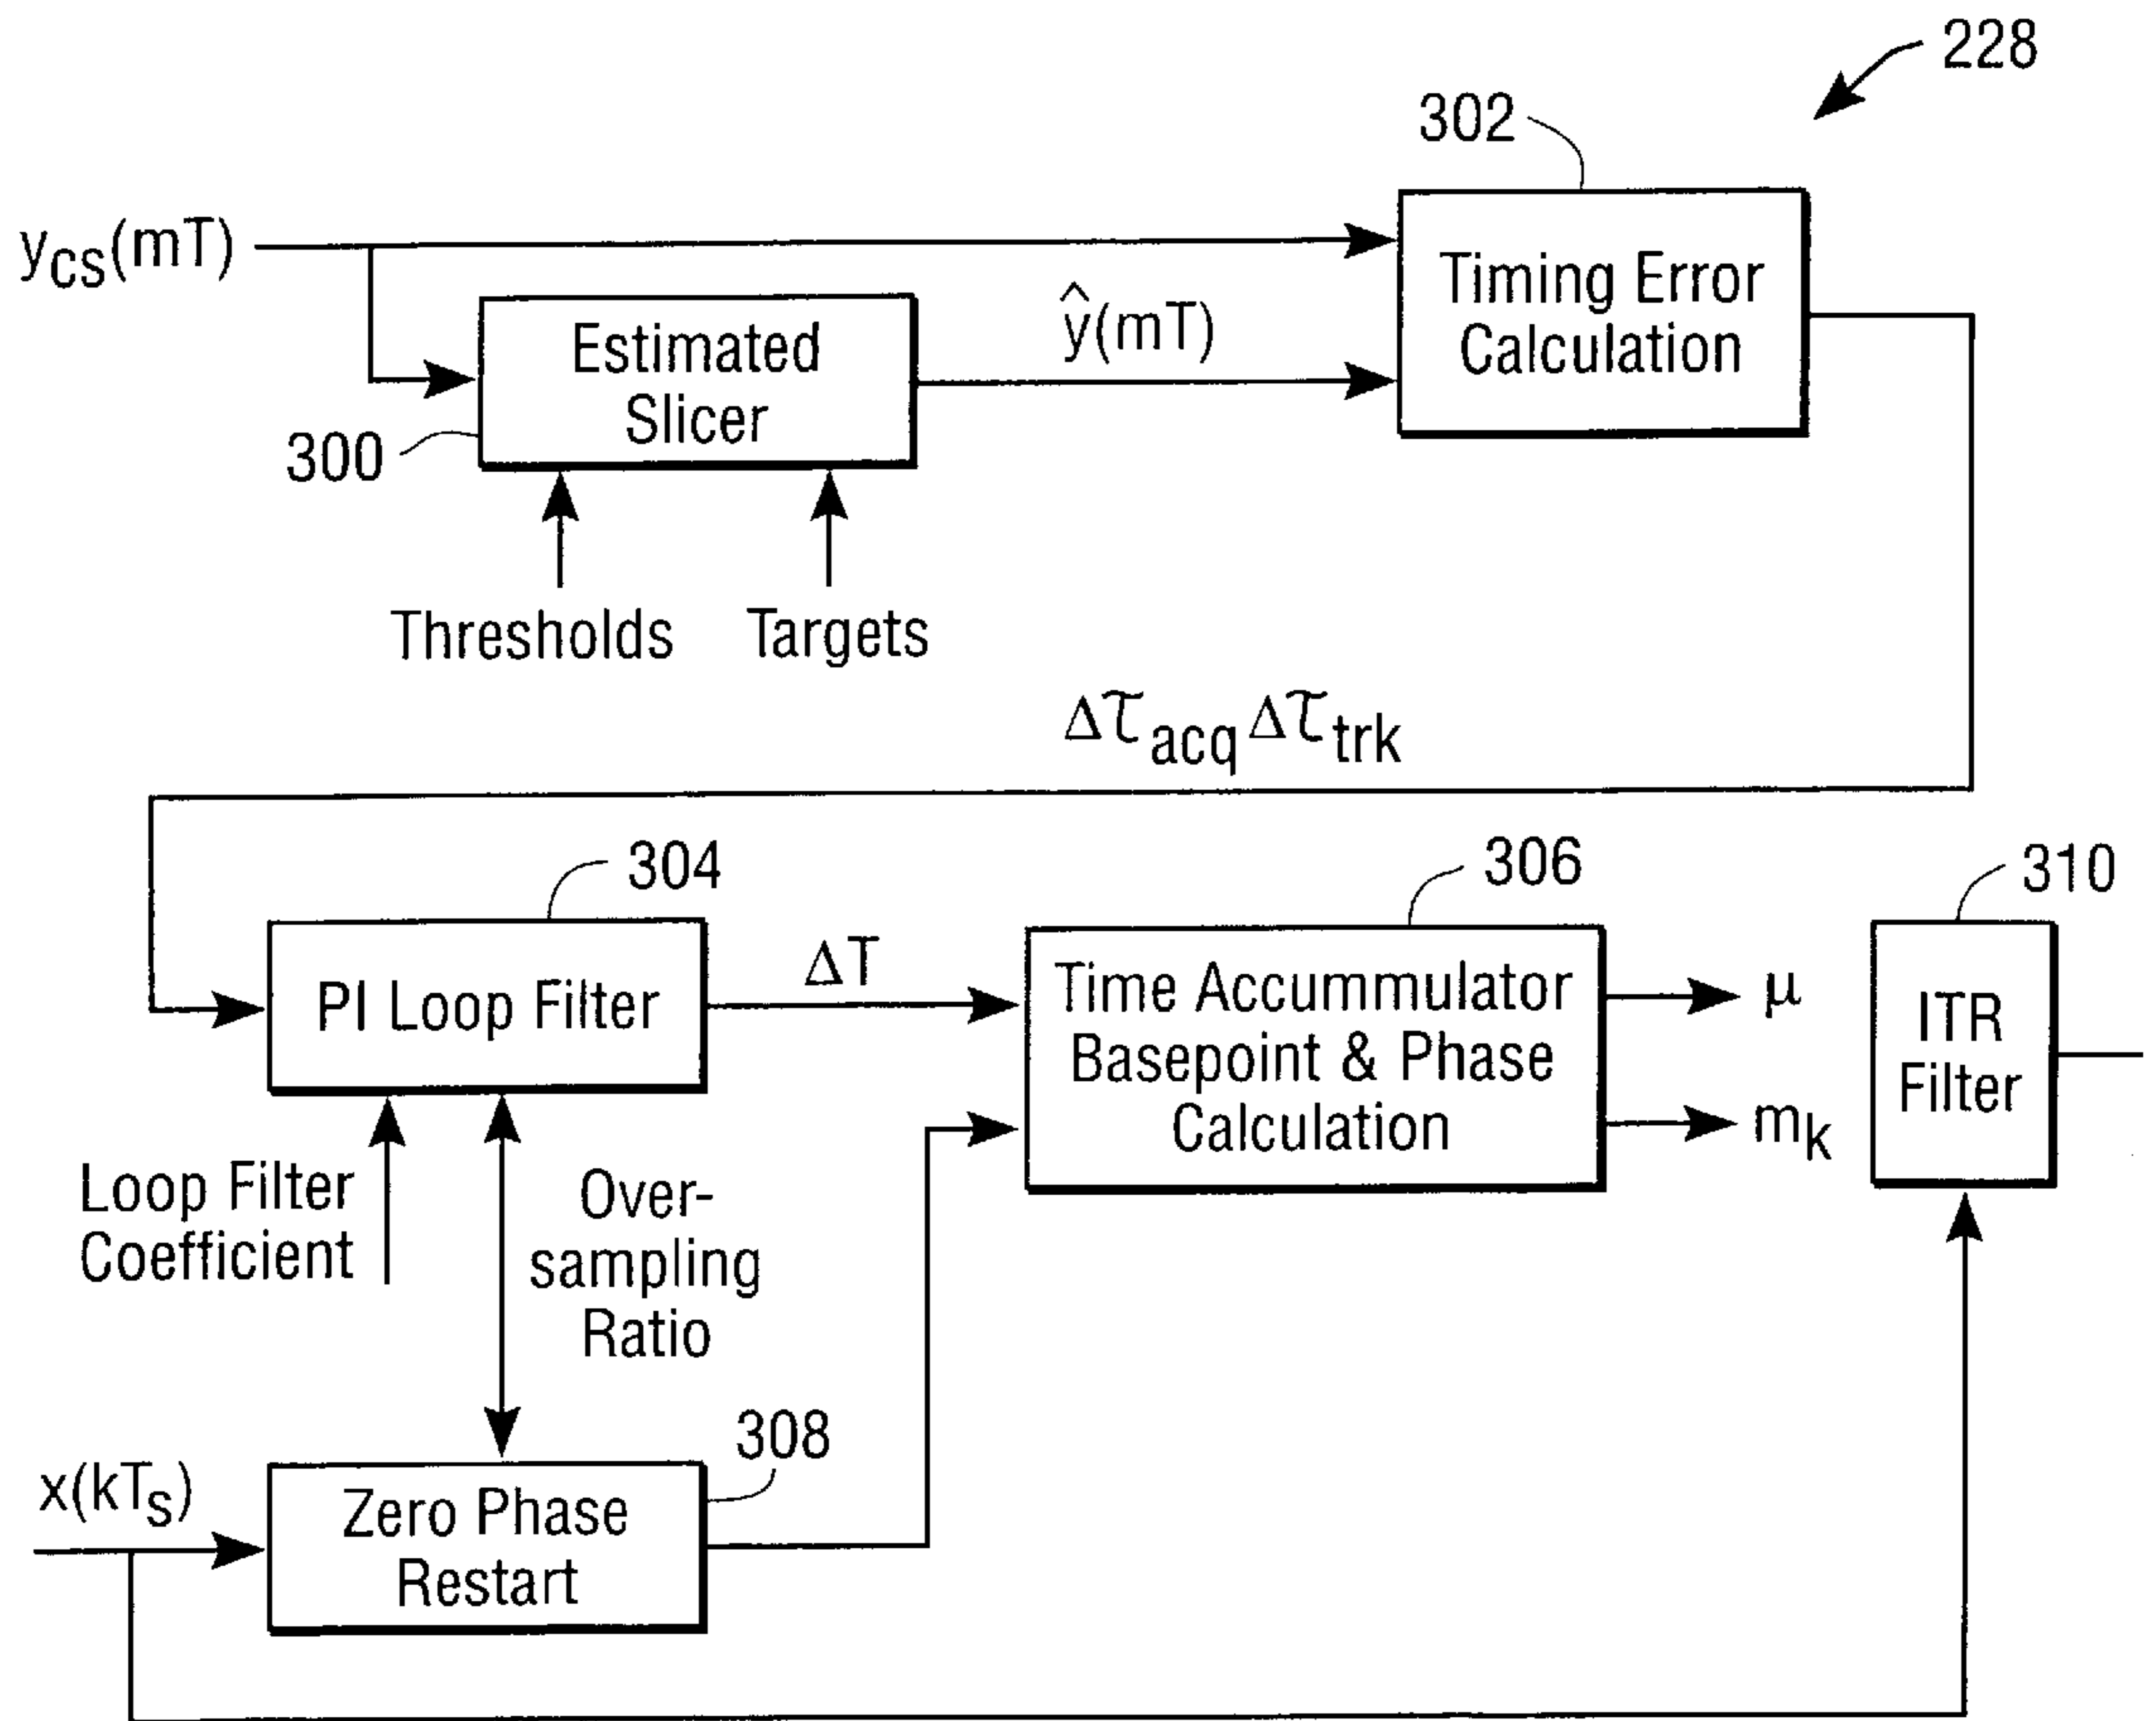 228
302
y_cs(mT)
Timing Error
Calculation
ŷ(mT)
Estimated
Slicer
300
Thresholds
Targets
Δτ_acq Δτ_trk
304
306
310
PI Loop Filter
ΔT
Time Accummulator
Basepoint & Phase
Calculation
μ
m_k
ITR
Filter
Loop Filter
Coefficient
Over-
sampling
Ratio
308
x(kT_s)
Zero Phase
Restart